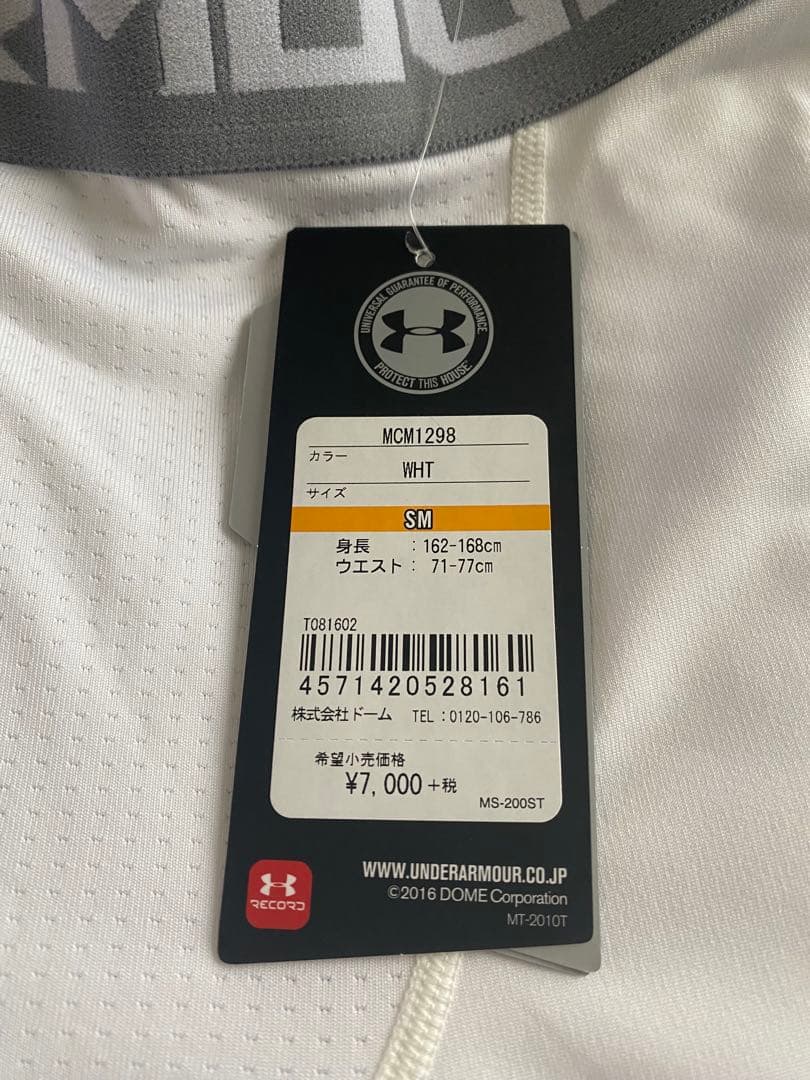 UNIVERSAL GUARANTEE OF PERFORMANCE.
PROTECT THIS HOUSE
MCM1298
カラー
WHT
サイズ
SM
身長 : 162-168cm
ウエスト : 71-77cm
T081602
4571420528161
株式会社ドーム TEL : 0120-106-786
希望小売価格
¥7,000 +税
MS-200ST
WWW.UNDERARMOUR.CO.JP
©2016 DOME Corporation
RECORD
MT-2010T